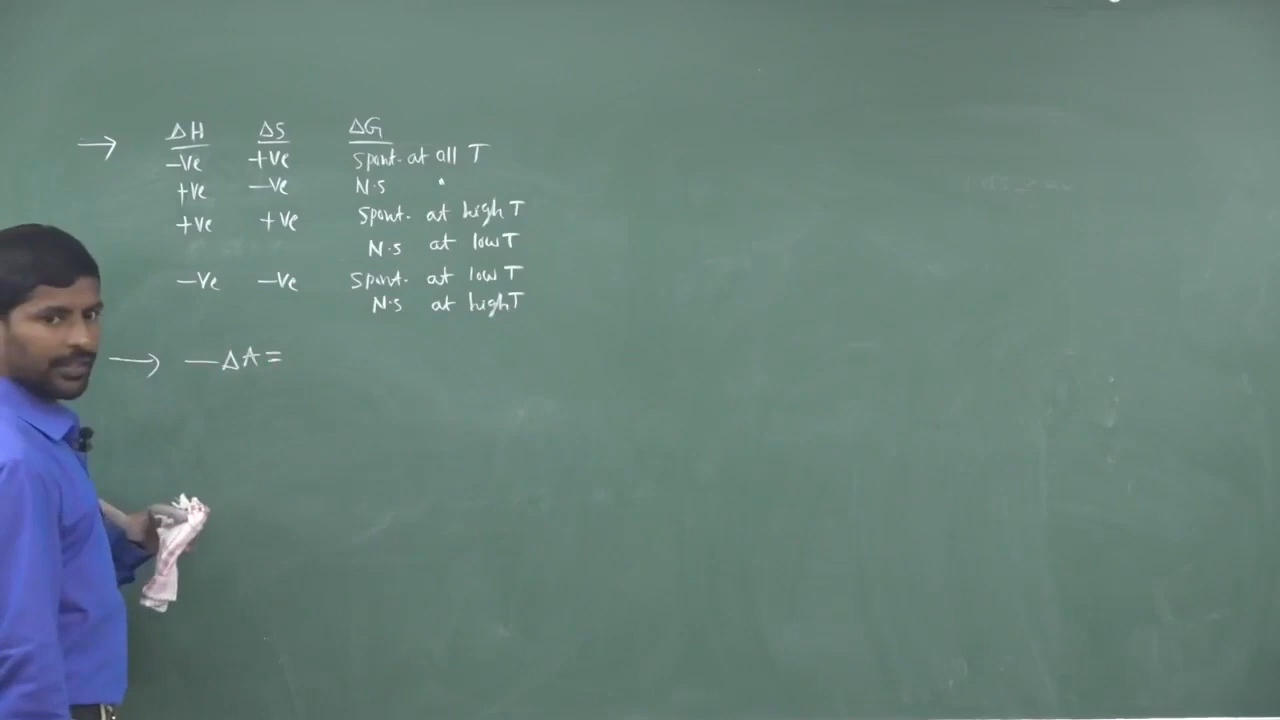 → ΔH ΔS ΔG
-ve +ve Spont. at all T
+ve -ve N.S
+ve +ve Spont. at high T
N.S at low T
-ve -ve Spont. at low T
N.S at high T
→ -ΔA =